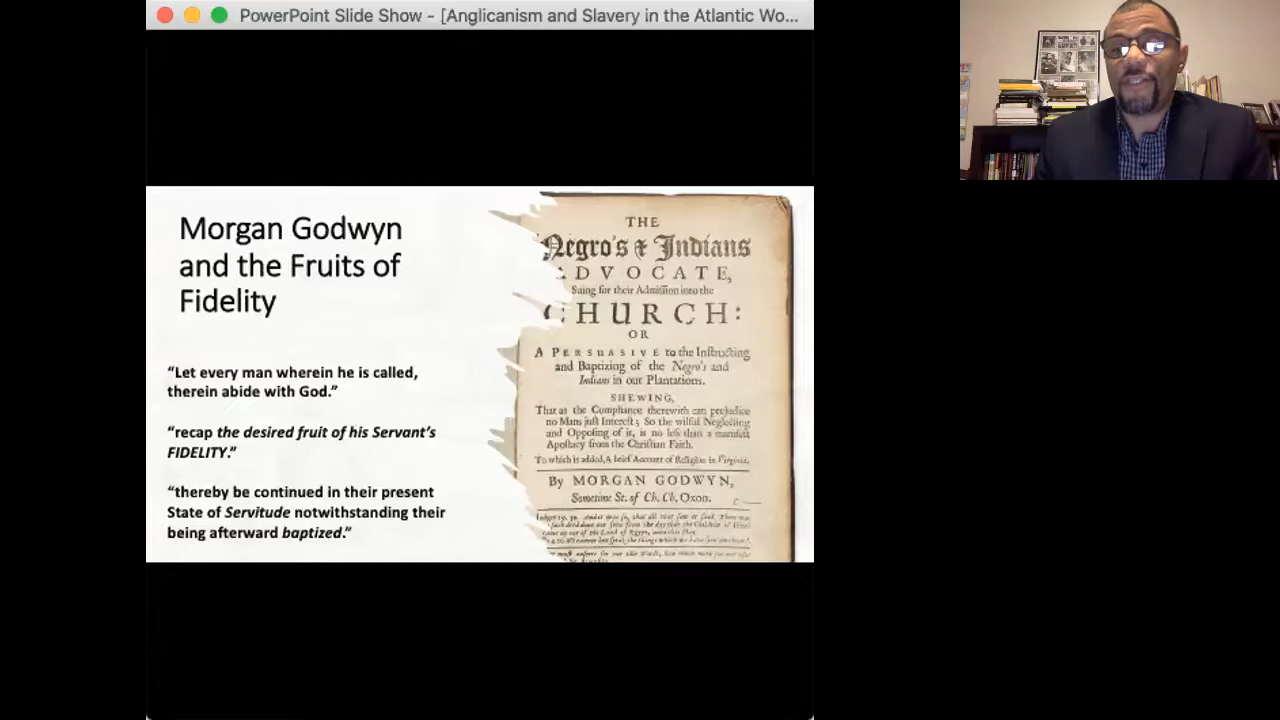 PowerPoint Slide Show - [Anglicanism and Slavery in the Atlantic Wo...
Morgan Godwyn
and the Fruits of
Fidelity
“Let every man wherein he is called,
therein abide with God.”
“recap the desired fruit of his Servant’s
FIDELITY.”
“thereby be continued in their present
State of Servitude notwithstanding their
being afterward baptized.”
THE
Negro's & Indians
ADVOCATE,
Suing for their Admiſſion into the
CHURCH:
OR
A PERSUASIVE to the Inſtructing
and Baptizing of the Negro's and
Indians in our Plantations.
SHEWING,
That as the Compliance therewith can prejudice
no Mans juſt Intereſt; So the wilful Neglecting
and Oppoſing of it, is no leſs than a manifeſt
Apoſtacy from the Chriſtian Faith.
To which is added, A brief Account of Religion in Virginia.
By MORGAN GODWYN,
Sometime St. of Ch. Ch. Oxon.